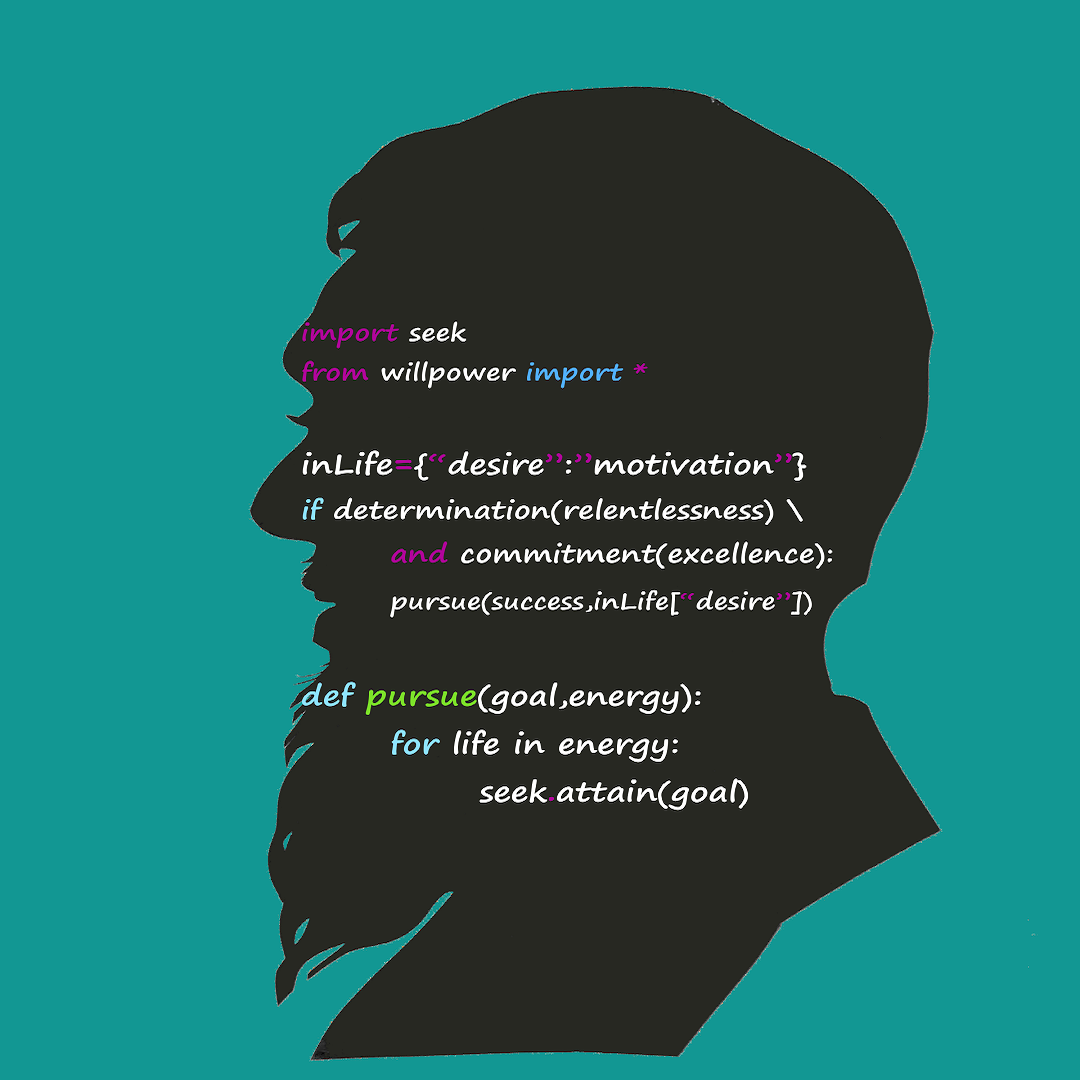 import seek
from willpower import *
inLife={“desire”:”motivation”}
if determination(relentlessness) \
and commitment(excellence):
pursue(success,inLife[“desire”])
def pursue(goal,energy):
for life in energy:
seek.attain(goal)